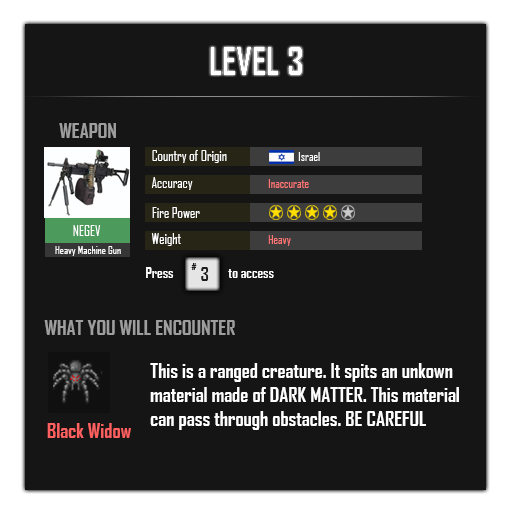 LEVEL 3
WEAPON
Country of Origin Israel
Accuracy Inaccurate
Fire Power
NEGEV
Weight Heavy
Heavy Machine Gun
Press # 3 to access
WHAT YOU WILL ENCOUNTER
This is a ranged creature. It spits an unkown
material made of DARK MATTER. This material
can pass through obstacles. BE CAREFUL
Black Widow